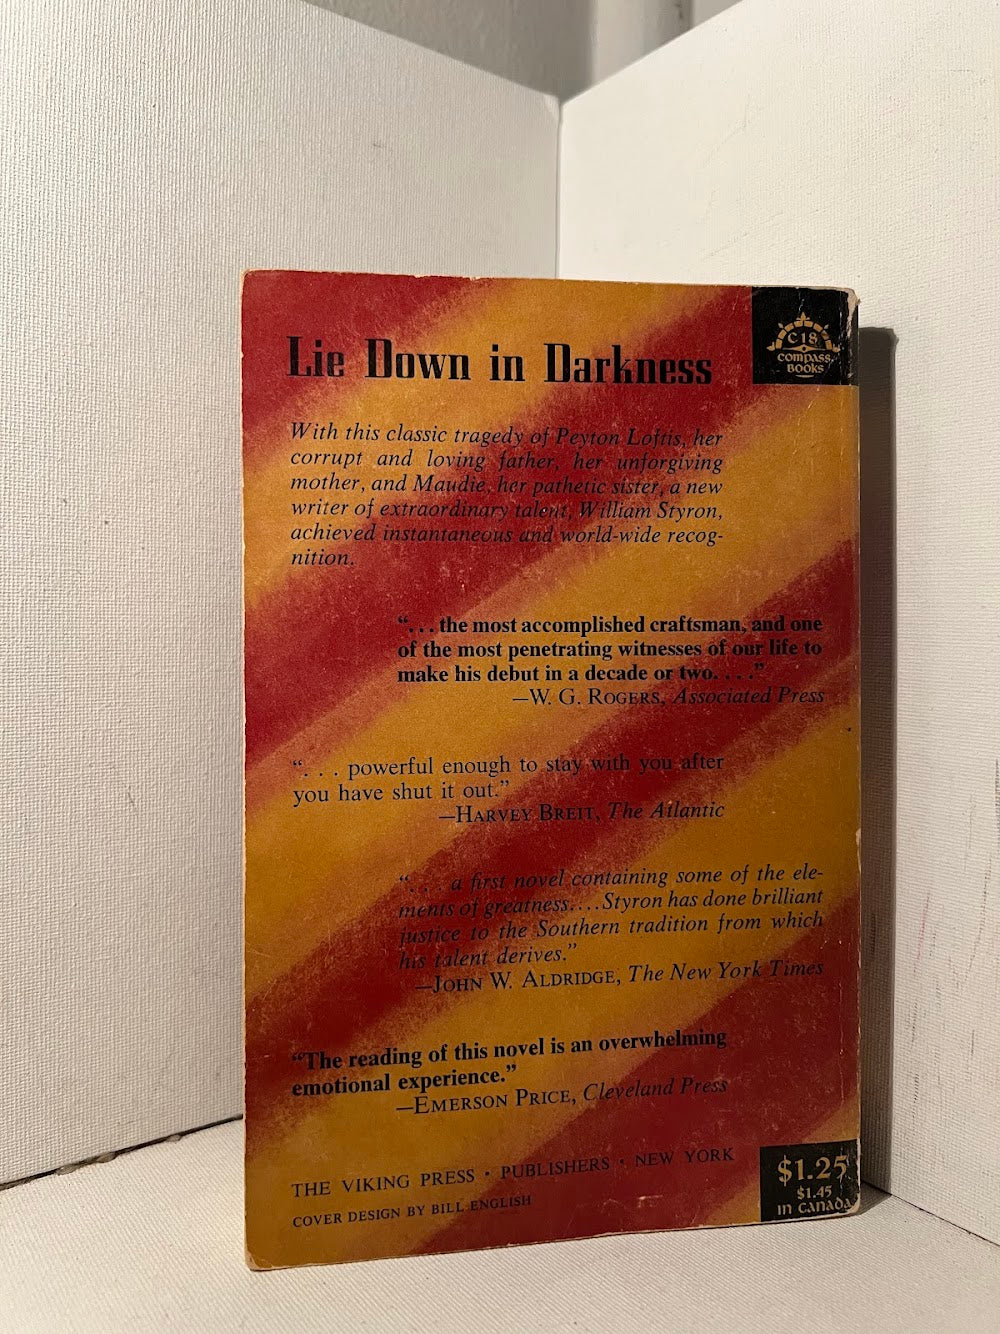 C18
COMPASS
BOOKS
Lie Down in Darkness
With this classic tragedy of Peyton Loftis, her
corrupt and loving father, her unforgiving
mother, and Maudie, her pathetic sister, a new
writer of extraordinary talent, William Styron,
achieved instantaneous and world-wide recog-
nition.
“. . . the most accomplished craftsman, and one
of the most penetrating witnesses of our life to
make his debut in a decade or two. . . .”
—W. G. ROGERS, Associated Press
“. . . powerful enough to stay with you after
you have shut it out.”
—HARVEY BREIT, The Atlantic
“. . . a first novel containing some of the ele-
ments of greatness. . . . Styron has done brilliant
justice to the Southern tradition from which
his talent derives.”
—JOHN W. ALDRIDGE, The New York Times
“The reading of this novel is an overwhelming
emotional experience.”
—EMERSON PRICE, Cleveland Press
THE VIKING PRESS • PUBLISHERS • NEW YORK
COVER DESIGN BY BILL ENGLISH
$1.25
$1.45
IN CANADA